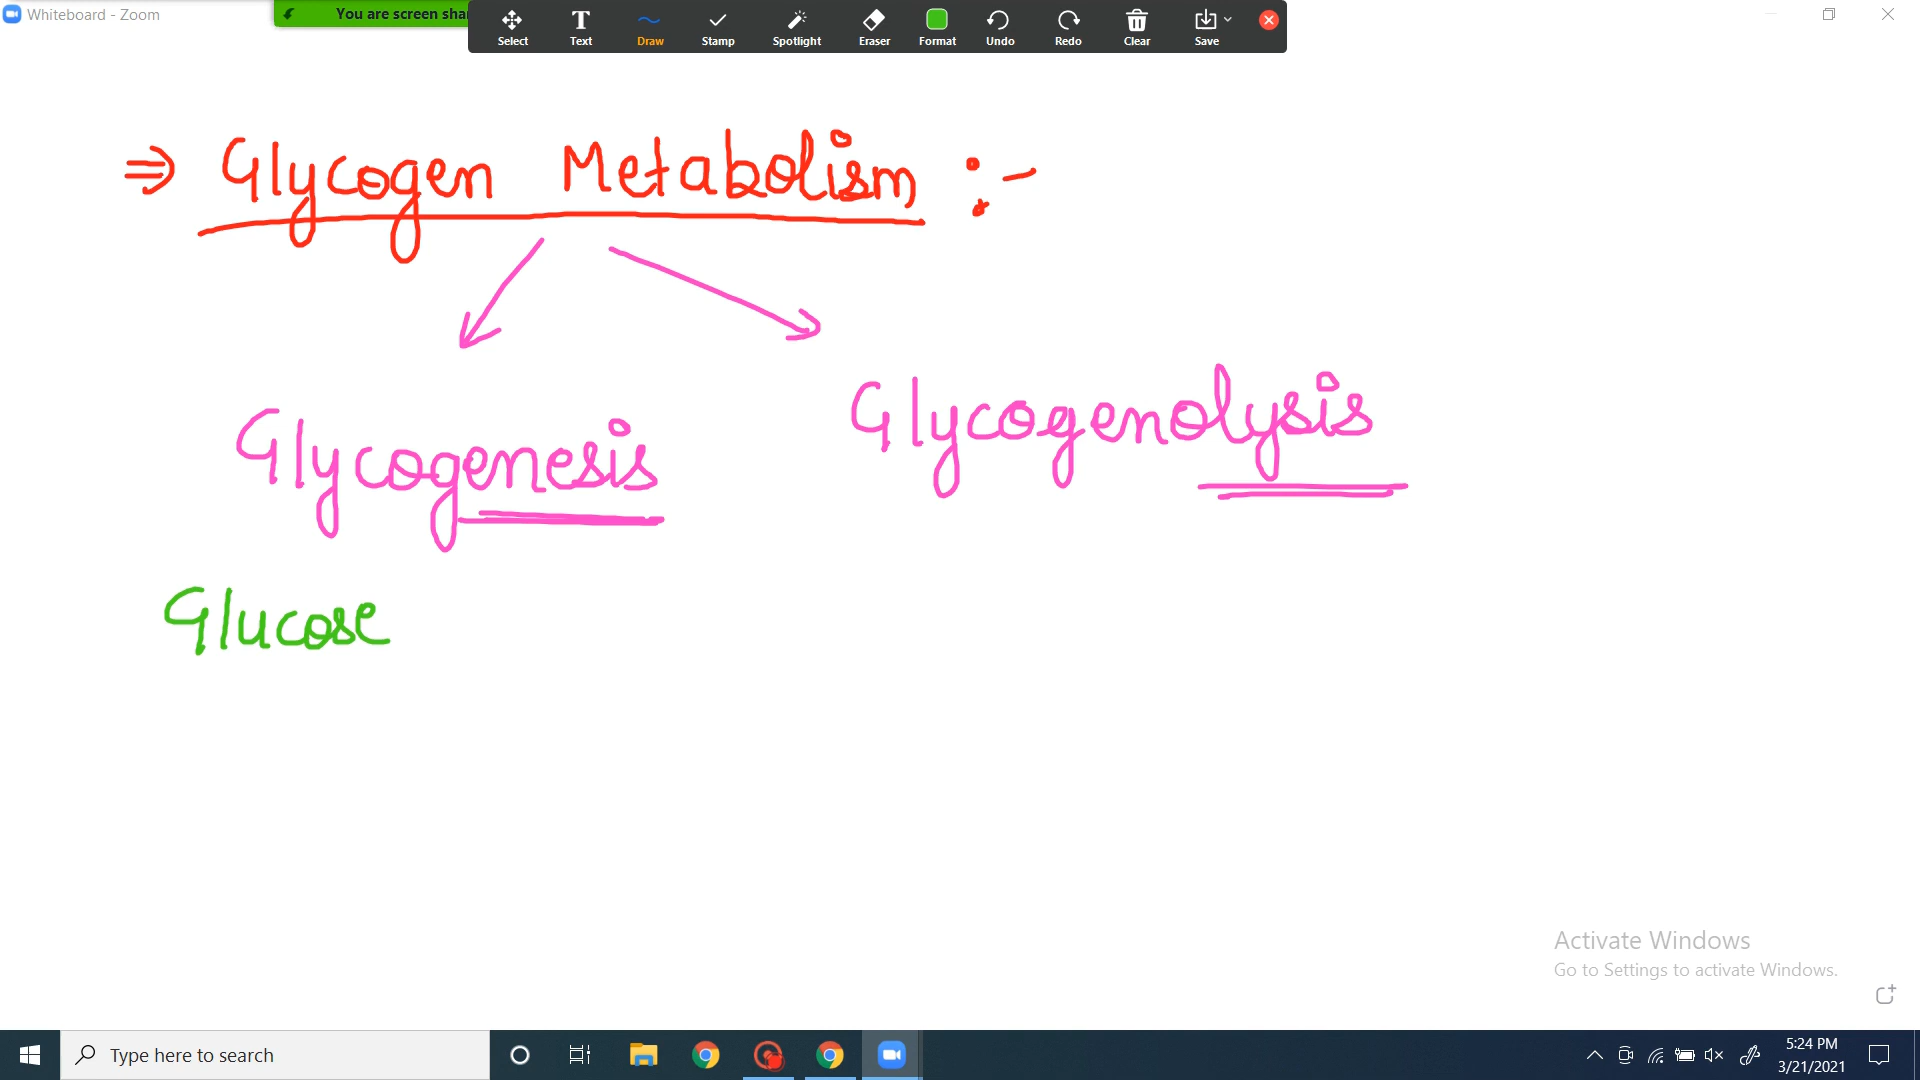 Whiteboard - Zoom
You are screen sha
Select Text Draw Stamp Spotlight Eraser Format Undo Redo Clear Save
⇒ Glycogen Metabolism :-
Glycogenesis Glycogenolysis
Glucose
Activate Windows
Go to Settings to activate Windows.
Type here to search
5:24 PM
3/21/2021